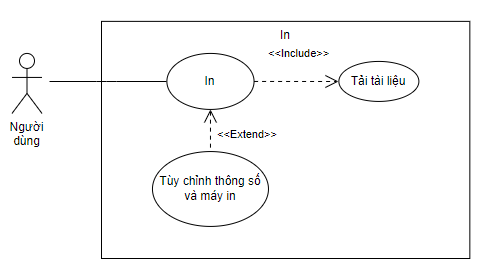 In
<<Include>>
In
Tải tài liệu
Người
dùng
<<Extend>>
Tùy chỉnh thông số
và máy in